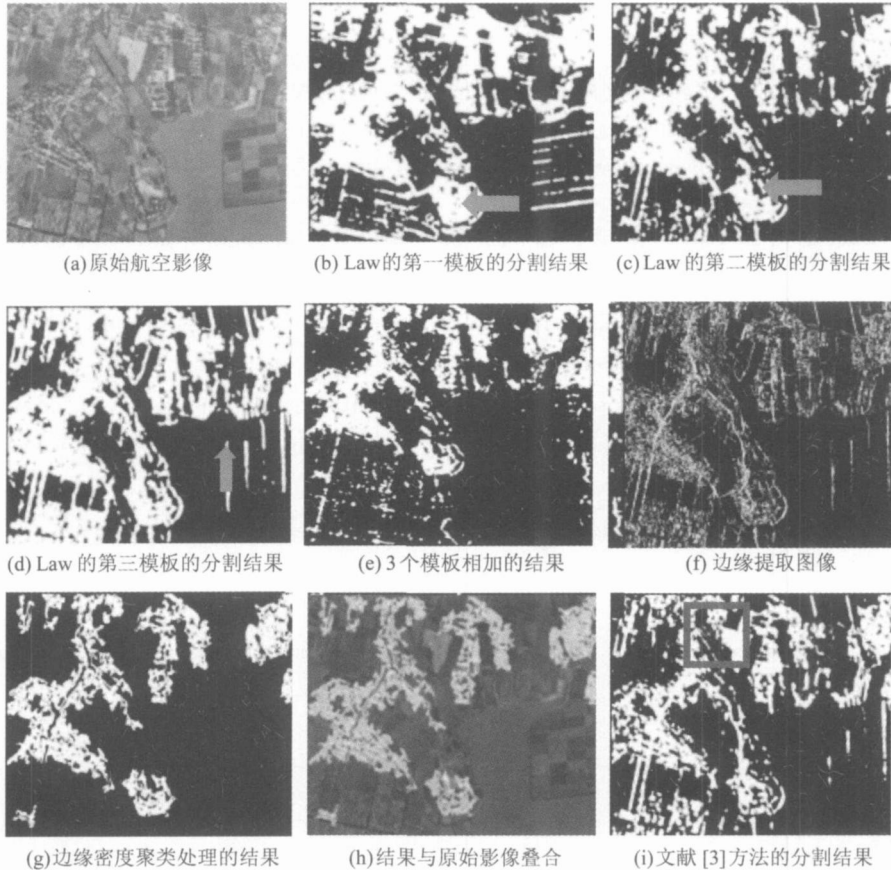 (a)原始航空影像
(b) Law的第一模板的分割结果
(c) Law 的第二模板的分割结果
(d) Law 的第三模板的分割结果
(e) 3个模板相加的结果
(f) 边缘提取图像
(g)边缘密度聚类处理的结果
(h)结果与原始影像叠合
(i)文献 [3]方法的分割结果